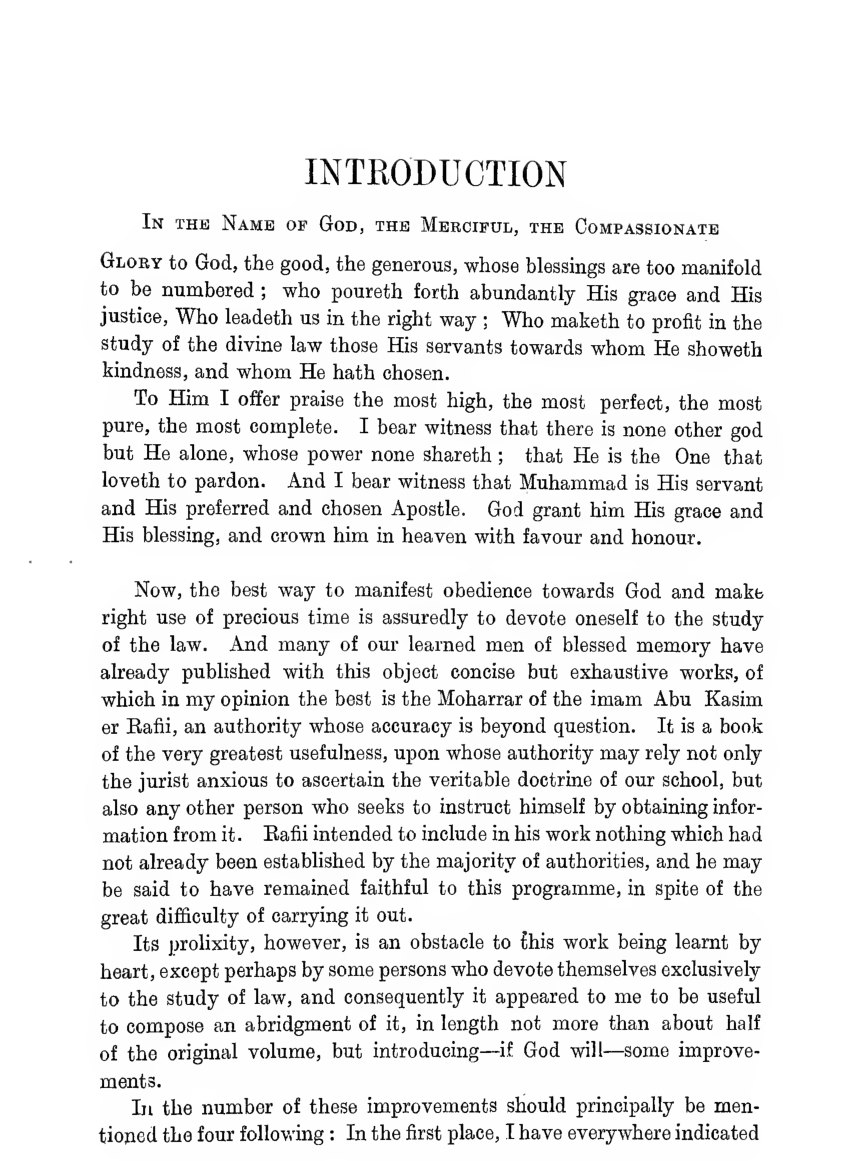 INTRODUCTION
IN THE NAME OF GOD, THE MERCIFUL, THE COMPASSIONATE
GLORY to God, the good, the generous, whose blessings are too manifold
to be numbered ; who poureth forth abundantly His grace and His
justice, Who leadeth us in the right way ; Who maketh to profit in the
study of the divine law those His servants towards whom He showeth
kindness, and whom He hath chosen.
To Him I offer praise the most high, the most perfect, the most
pure, the most complete. I bear witness that there is none other god
but He alone, whose power none shareth ; that He is the One that
loveth to pardon. And I bear witness that Muhammad is His servant
and His preferred and chosen Apostle. God grant him His grace and
His blessing, and crown him in heaven with favour and honour.
Now, the best way to manifest obedience towards God and make
right use of precious time is assuredly to devote oneself to the study
of the law. And many of our learned men of blessed memory have
already published with this object concise but exhaustive works, of
which in my opinion the best is the Moharrar of the imam Abu Kasim
er Rafii, an authority whose accuracy is beyond question. It is a book
of the very greatest usefulness, upon whose authority may rely not only
the jurist anxious to ascertain the veritable doctrine of our school, but
also any other person who seeks to instruct himself by obtaining infor-
mation from it. Rafii intended to include in his work nothing which had
not already been established by the majority of authorities, and he may
be said to have remained faithful to this programme, in spite of the
great difficulty of carrying it out.
Its prolixity, however, is an obstacle to this work being learnt by
heart, except perhaps by some persons who devote themselves exclusively
to the study of law, and consequently it appeared to me to be useful
to compose an abridgment of it, in length not more than about half
of the original volume, but introducing—if God will—some improve-
ments.
In the number of these improvements should principally be men-
tioned the four following : In the first place, I have everywhere indicated